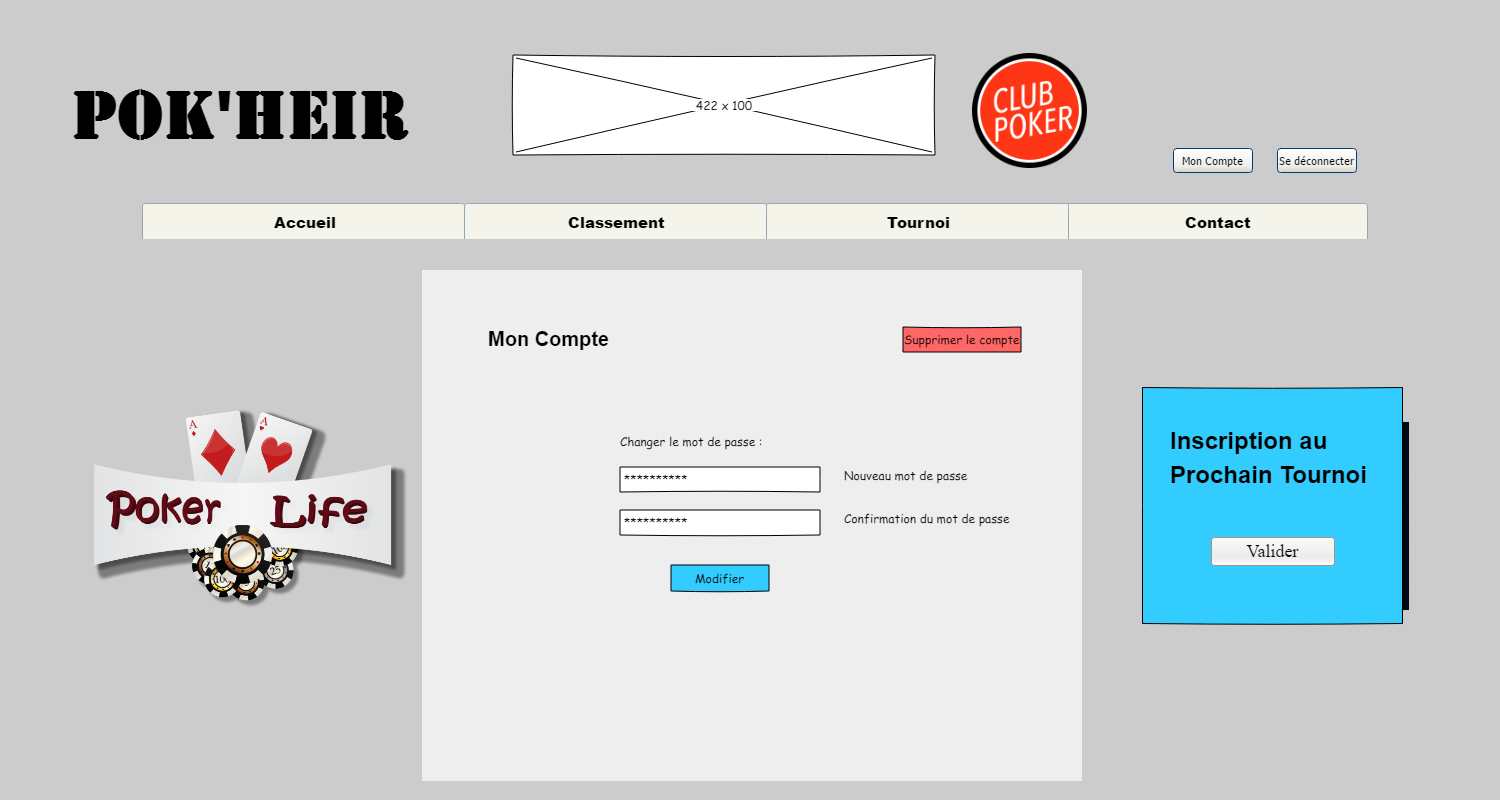 POK'HEIR
422 x 100
CLUB
POKER
Mon Compte
Se déconnecter
Accueil
Classement
Tournoi
Contact
Mon Compte
Supprimer le compte
A
A
Poker Life
Changer le mot de passe :
**********
Nouveau mot de passe
**********
Confirmation du mot de passe
Modifier
Inscription au
Prochain Tournoi
Valider
25